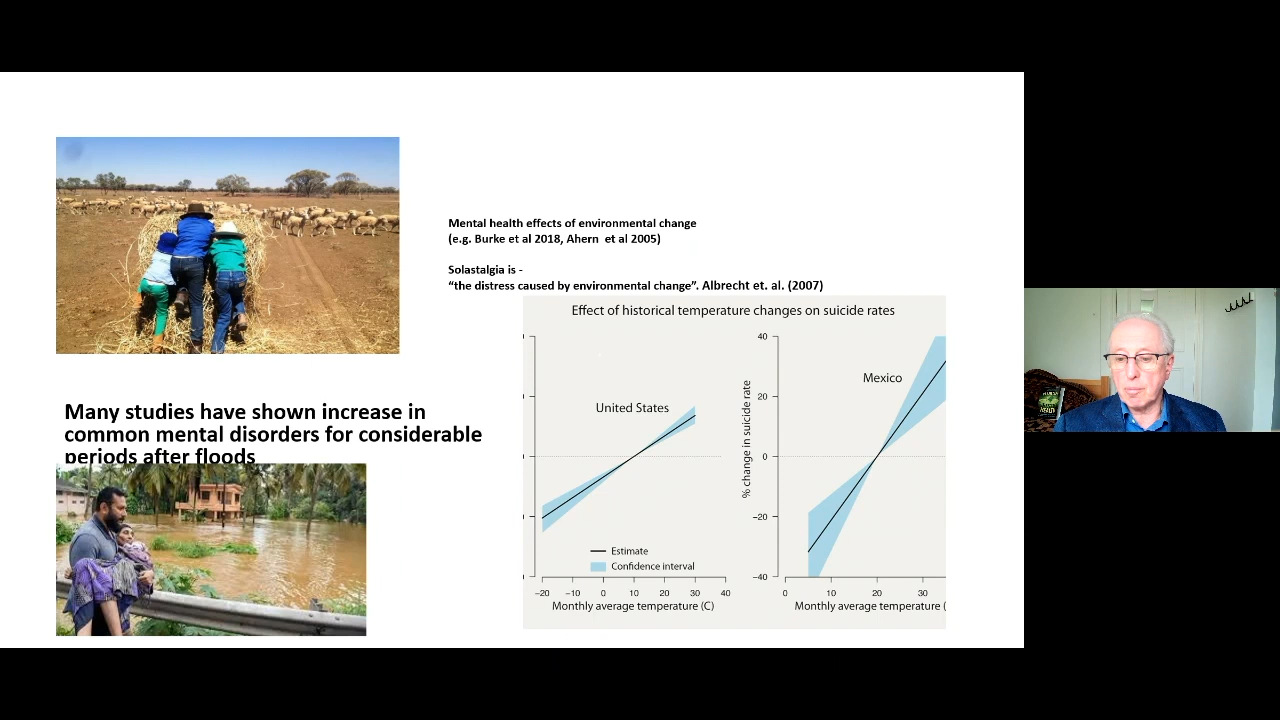 Mental health effects of environmental change
(e.g. Burke et al 2018, Ahern et al 2005)
Solastalgia is -
“the distress caused by environmental change”. Albrecht et. al. (2007)
Many studies have shown increase in
common mental disorders for considerable
periods after floods
Effect of historical temperature changes on suicide rates
United States
Estimate
Confidence interval
−20 −10 0 10 20 30 40
Monthly average temperature (C)
% change in suicide rate
Mexico
40
20
0
−20
−40
0 10 20 30
Monthly average temperature (